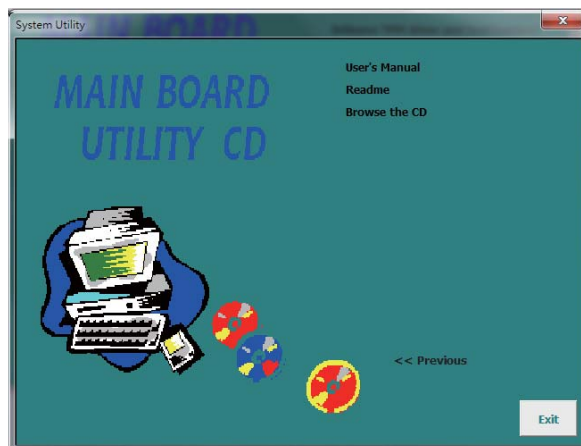 System Utility
MAIN BOARD
UTILITY CD
User's Manual
Readme
Browse the CD
<< Previous
Exit